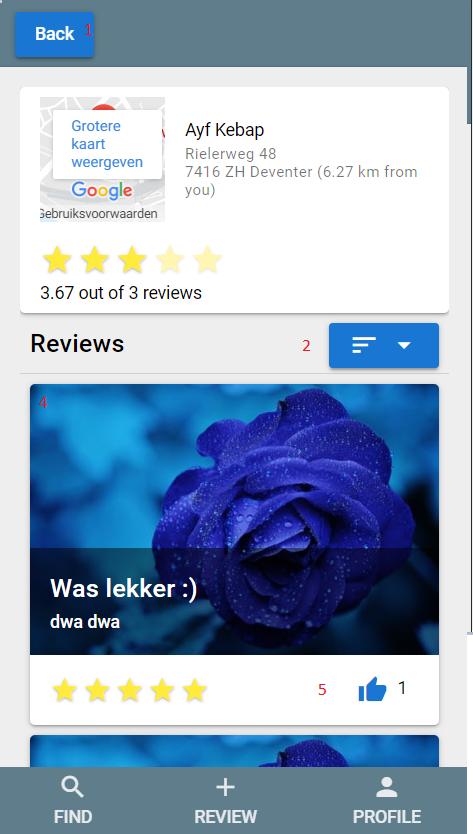 Back 1
Grotere
kaart
weergeven
Google
Gebruiksvoorwaarden
Ayf Kebap
Rielerweg 48
7416 ZH Deventer (6.27 km from
you)
3.67 out of 3 reviews
Reviews
2
4
Was lekker :)
dwa dwa
5
1
FIND
REVIEW
PROFILE